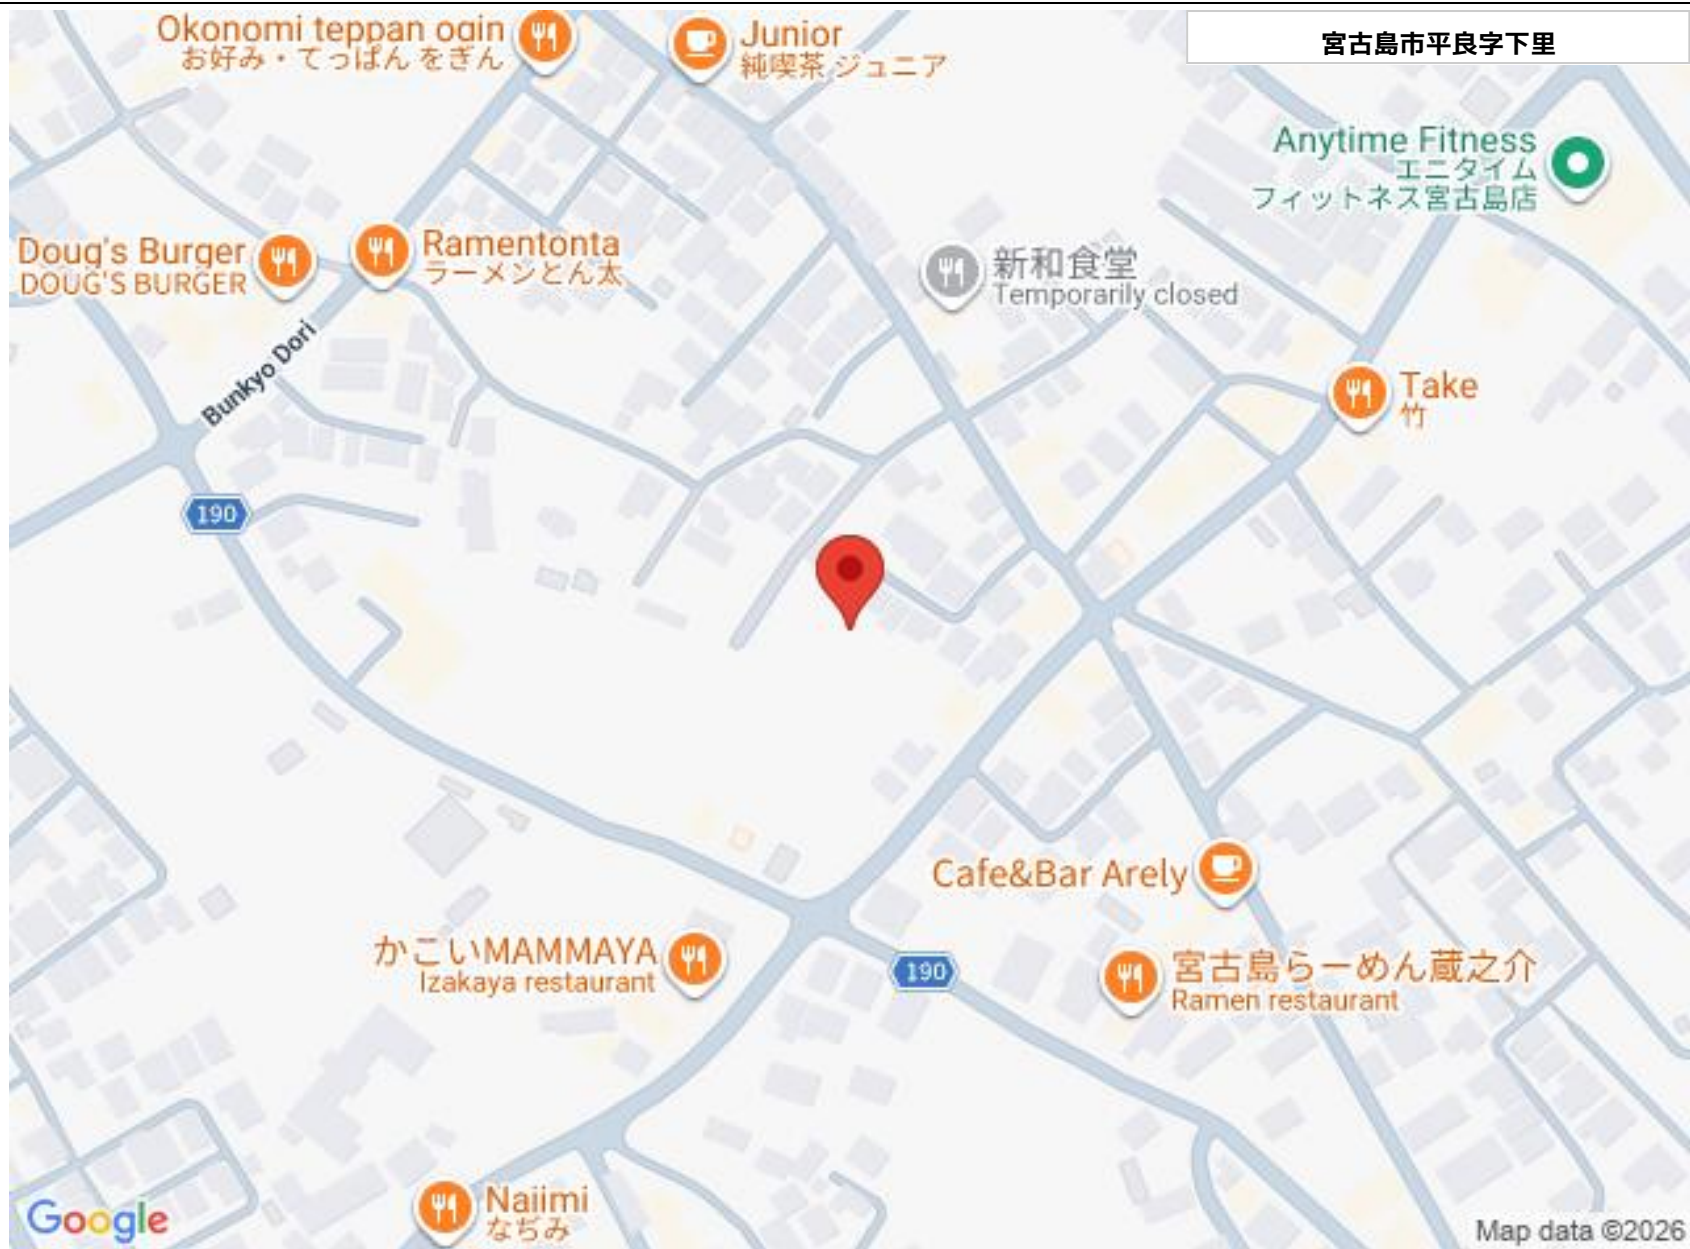 Okonomi teppan ogin
お好み・てっぱん をぎん
Junior
純喫茶 ジュニア
宮古島市平良字下里
Anytime Fitness
エニタイム
フィットネス宮古島店
Doug's Burger
DOUG'S BURGER
Ramentonta
ラーメンとん太
新和食堂
Temporarily closed
Bunkyo Dori
Take
竹
190
Cafe&Bar Arely
かこいMAMMAYA
Izakaya restaurant
190
宮古島らーめん蔵之介
Ramen restaurant
Naiimi
なぢみ
Google
Map data ©2026